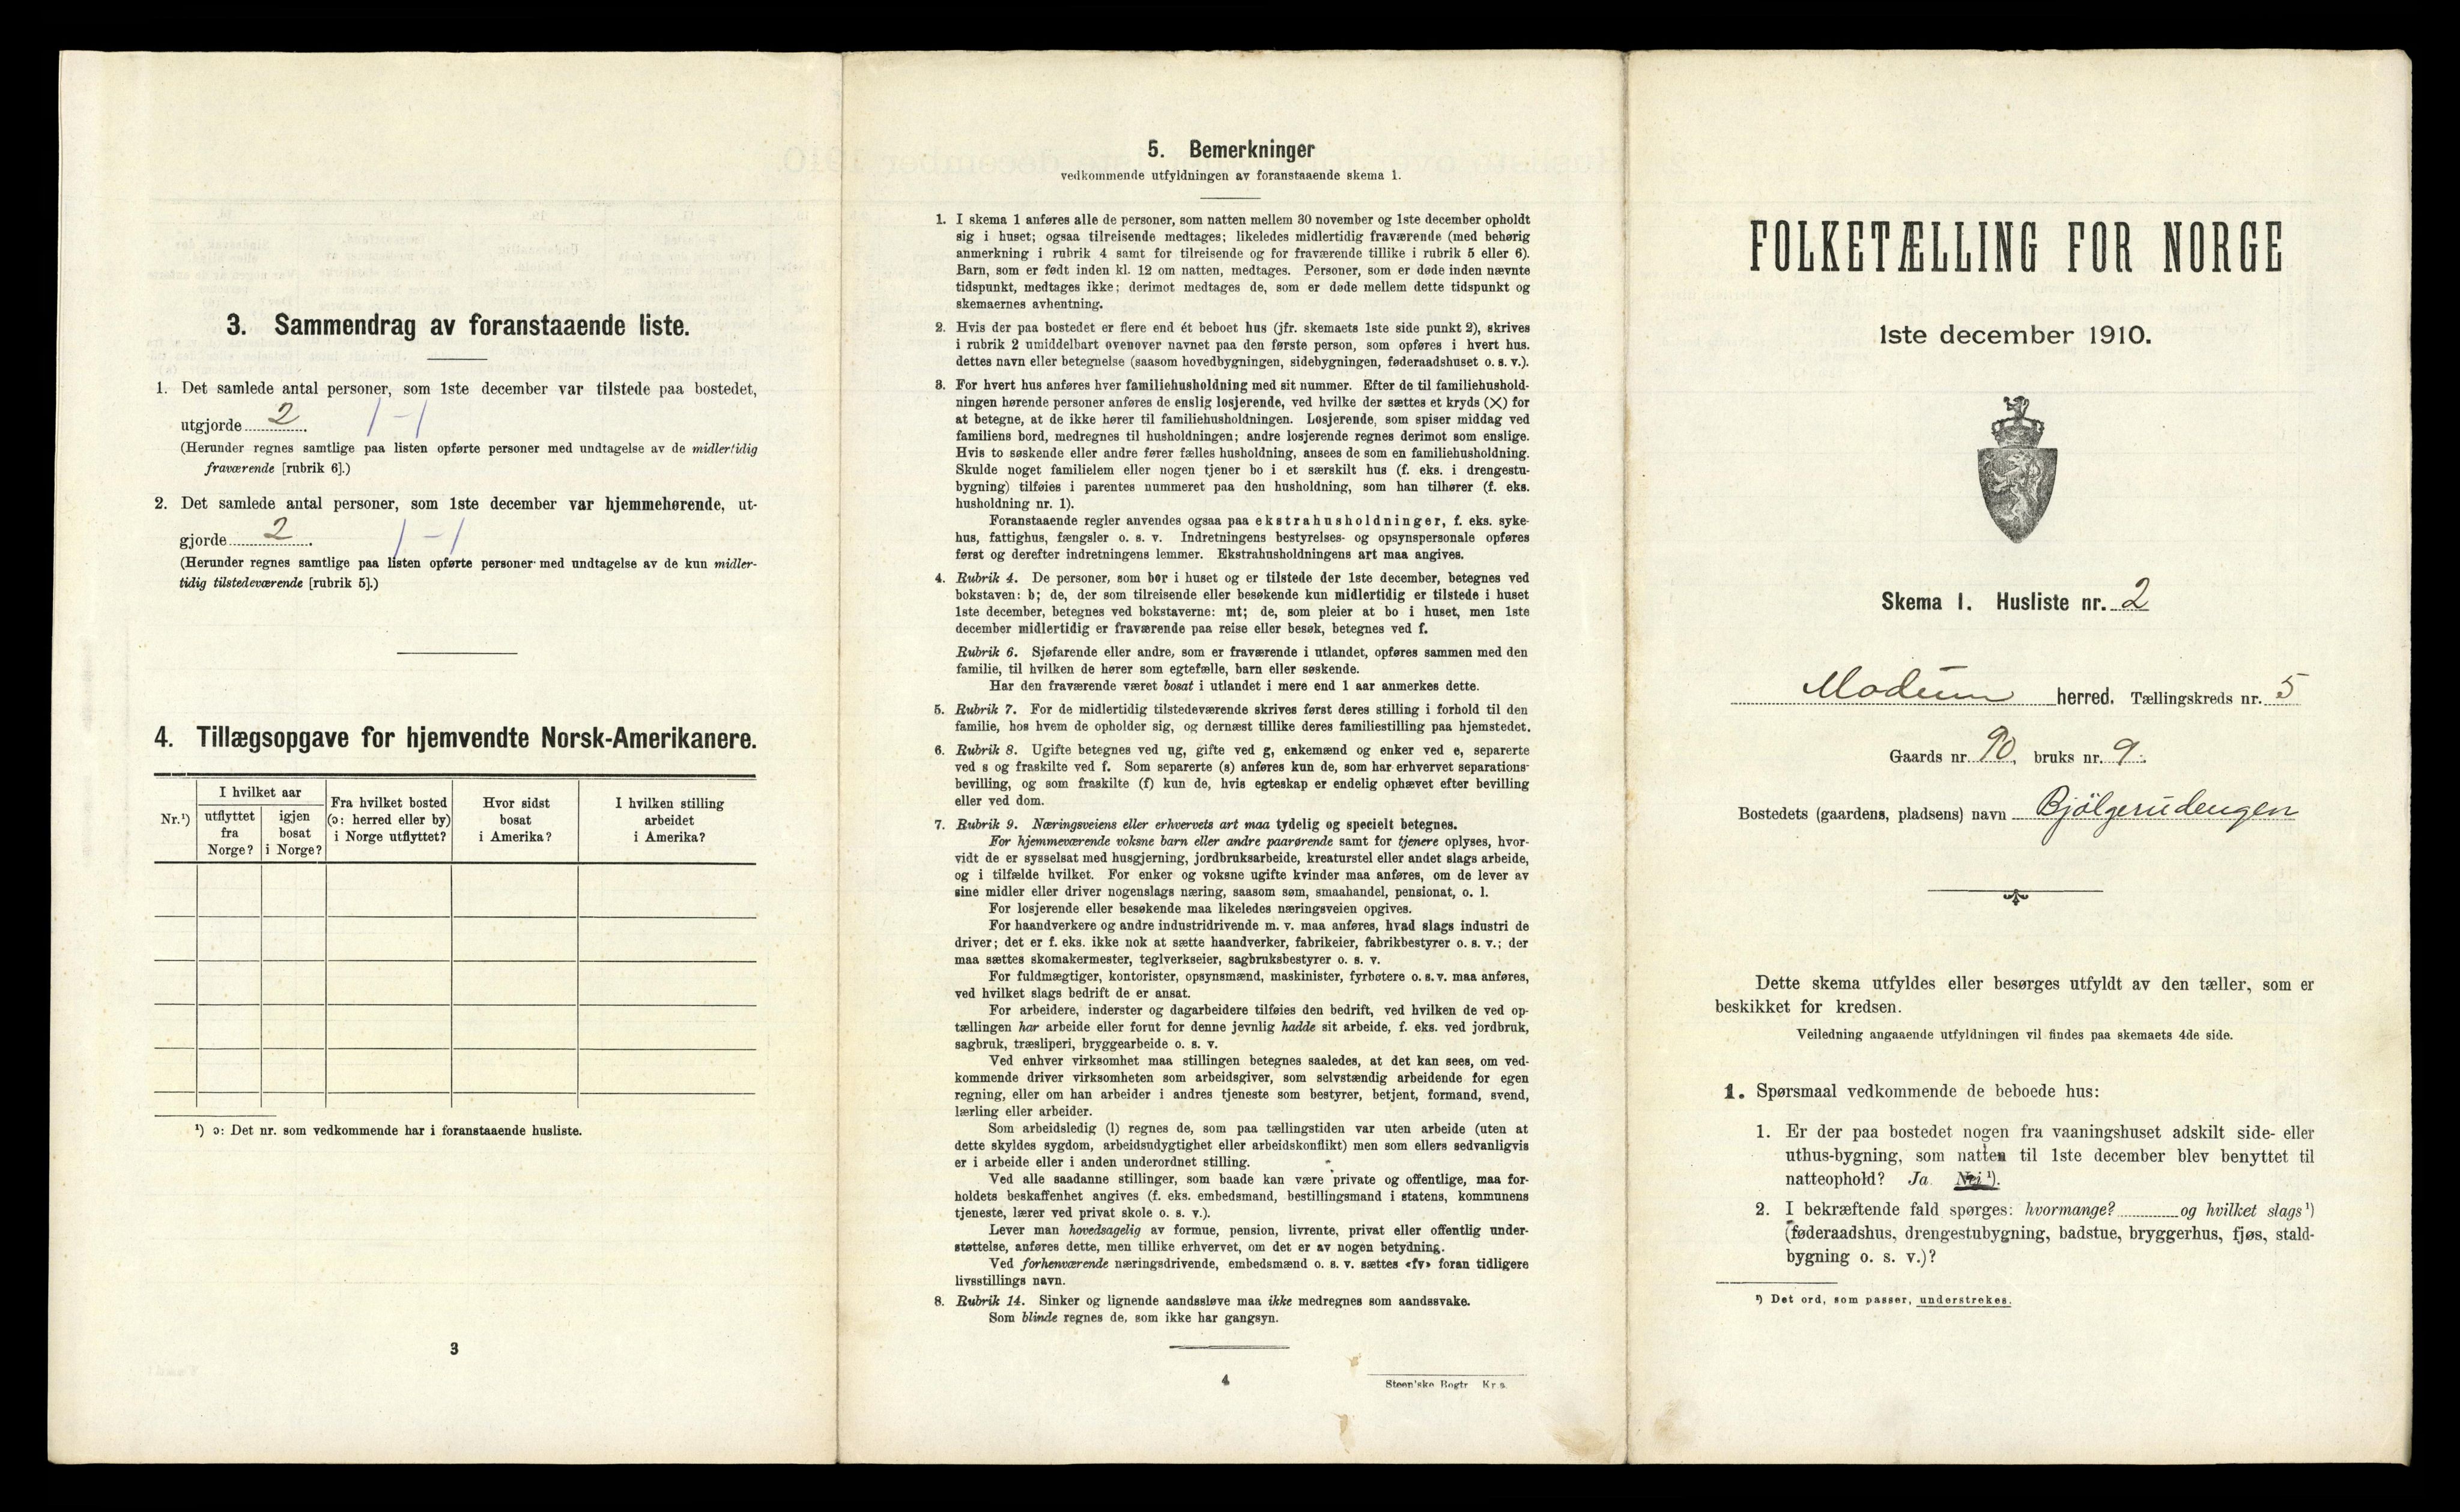 3. Sammendrag av foranstaaende liste.
1. Det samlede antal personer, som 1ste december var tilstede paa bostedet,
utgjorde 2. 1 - 1
(Herunder regnes samtlige paa listen opførte personer med undtagelse av de midlertidig
fraværende [rubrik 6].)
2. Det samlede antal personer, som 1ste december var hjemmehørende, ut-
gjorde 2. 1 - 1
(Herunder regnes samtlige paa listen opførte personer med undtagelse av de kun midler-
tidig tilstedeværende [rubrik 5].)
4. Tillægsopgave for hjemvendte Norsk-Amerikanere.
Nr.¹)
I hvilket aar
utflyttet
fra
Norge?
igjen
bosat
i Norge?
Fra hvilket bosted
(ɔ: herred eller by)
i Norge utflyttet?
Hvor sidst
bosat
i Amerika?
I hvilken stilling
arbeidet
i Amerika?
¹) ɔ: Det nr. som vedkommende har i foranstaaende husliste.
3
5. Bemerkninger
vedkommende utfyldningen av foranstaaende skema 1.
1. I skema 1 anføres alle de personer, som natten mellem 30 november og 1ste december opholdt
sig i huset; ogsaa tilreisende medtages; likeledes midlertidig fraværende (med behørig
anmerkning i rubrik 4 samt for tilreisende og for fraværende tillike i rubrik 5 eller 6).
Barn, som er født inden kl. 12 om natten, medtages. Personer, som er døde inden nævnte
tidspunkt, medtages ikke; derimot medtages de, som er døde mellem dette tidspunkt og
skemaernes avhentning.
2. Hvis der paa bostedet er flere end ét beboet hus (jfr. skemaets 1ste side punkt 2), skrives
i rubrik 2 umiddelbart ovenover navnet paa den første person, som opføres i hvert hus.
dettes navn eller betegnelse (saasom hovedbygningen, sidebygningen, føderaadshuset o. s. v.).
3. For hvert hus anføres hver familiehusholdning med sit nummer. Efter de til familiehushold-
ningen hørende personer anføres de enslig losjerende, ved hvilke der sættes et kryds (×) for
at betegne, at de ikke hører til familiehusholdningen. Losjerende, som spiser middag ved
familiens bord, medregnes til husholdningen; andre losjerende regnes derimot som enslige.
Hvis to søskende eller andre fører fælles husholdning, ansees de som en familiehusholdning.
Skulde noget familielem eller nogen tjener bo i et særskilt hus (f. eks. i drengestu-
bygning) tilføies i parentes nummeret paa den husholdning, som han tilhører (f. eks.
husholdning nr. 1).
Foranstaaende regler anvendes ogsaa paa ekstrahusholdninger, f. eks. syke-
hus, fattighus, fængsler o. s. v. Indretningens bestyrelses- og opsynspersonale opføres
først og derefter indretningens lemmer. Ekstrahusholdningens art maa angives.
4. Rubrik 4. De personer, som bor i huset og er tilstede der 1ste december, betegnes ved
bokstaven: b; de, der som tilreisende eller besøkende kun midlertidig er tilstede i huset
1ste december, betegnes ved bokstaverne: mt; de, som pleier at bo i huset, men 1ste
december midlertidig er fraværende paa reise eller besøk, betegnes ved f.
Rubrik 6. Sjøfarende eller andre, som er fraværende i utlandet, opføres sammen med den
familie, til hvilken de hører som egtefælle, barn eller søskende.
Har den fraværende været bosat i utlandet i mere end 1 aar anmerkes dette.
5. Rubrik 7. For de midlertidig tilstedeværende skrives først deres stilling i forhold til den
familie, hos hvem de opholder sig, og dernæst tillike deres familiestilling paa hjemstedet.
6. Rubrik 8. Ugifte betegnes ved ug, gifte ved g, enkemænd og enker ved e, separerte
ved s og fraskilte ved f. Som separerte (s) anføres kun de, som har erhvervet separations-
bevilling, og som fraskilte (f) kun de, hvis egteskap er endelig ophævet efter bevilling
eller ved dom.
7. Rubrik 9. Næringsveiens eller erhvervets art maa tydelig og specielt betegnes.
For hjemmeværende voksne barn eller andre paarørende samt for tjenere oplyses, hvor-
vidt de er sysselsat med husgjerning, jordbruksarbeide, kreaturstel eller andet slags arbeide,
og i tilfælde hvilket. For enker og voksne ugifte kvinder maa anføres, om de lever av
sine midler eller driver nogenslags næring, saasom søm, smaahandel, pensionat, o. l.
For losjerende eller besøkende maa likeledes næringsveien opgives.
For haandverkere og andre industridrivende m. v. maa anføres, hvad slags industri de
driver; det er f. eks. ikke nok at sætte haandverker, fabrikeier, fabrikbestyrer o. s. v.; der
maa sættes skomakermester, teglverkseier, sagbruksbestyrer o. s. v.
For fuldmægtiger, kontorister, opsynsmænd, maskinister, fyrbøtere o. s. v. maa anføres,
ved hvilket slags bedrift de er ansat.
For arbeidere, inderster og dagarbeidere tilføies den bedrift, ved hvilken de ved op-
tællingen har arbeide eller forut for denne jevnlig hadde sit arbeide, f. eks. ved jordbruk,
sagbruk, træsliperi, bryggearbeide o. s. v.
Ved enhver virksomhet maa stillingen betegnes saaledes, at det kan sees, om ved-
kommende driver virksomheten som arbeidsgiver, som selvstændig arbeidende for egen
regning, eller om han arbeider i andres tjeneste som bestyrer, betjent, formand, svend,
lærling eller arbeider.
Som arbeidsledig (l) regnes de, som paa tællingstiden var uten arbeide (uten at
dette skyldes sygdom, arbeidsudygtighet eller arbeidskonflikt) men som ellers sedvanligvis
er i arbeide eller i anden underordnet stilling.
Ved alle saadanne stillinger, som baade kan være private og offentlige, maa for-
holdets beskaffenhet angives (f. eks. embedsmand, bestillingsmand i statens, kommunens
tjeneste, lærer ved privat skole o. s. v.).
Lever man hovedsagelig av formue, pension, livrente, privat eller offentlig under-
støttelse, anføres dette, men tillike erhvervet, om det er av nogen betydning.
Ved forhenværende næringsdrivende, embedsmænd o. s. v. sættes «fv» foran tidligere
livsstillings navn.
8. Rubrik 14. Sinker og lignende aandssløve maa ikke medregnes som aandssvake.
Som blinde regnes de, som ikke har gangsyn.
4
Steen'ske Bogtr Kr.a.
FOLKETÆLLING FOR NORGE
1ste december 1910.
Skema 1. Husliste nr. 2
Modum herred. Tællingskreds nr. 5
Gaards nr. 90, bruks nr. 9.
Bostedets (gaardens, pladsens) navn Bjölgerudengen
Dette skema utfyldes eller besørges utfyldt av den tæller, som er
beskikket for kredsen.
Veiledning angaaende utfyldningen vil findes paa skemaets 4de side.
1. Spørsmaal vedkommende de beboede hus:
1. Er der paa bostedet nogen fra vaaningshuset adskilt side- eller
uthus-bygning, som natten til 1ste december blev benyttet til
natteophold? Ja. Nei ¹).
2. I bekræftende fald spørges: hvormange? og hvilket slags ¹)
(føderaadshus, drengestubygning, badstue, bryggerhus, fjøs, stald-
bygning o. s. v.)?
¹) Det ord, som passer, understrekes.